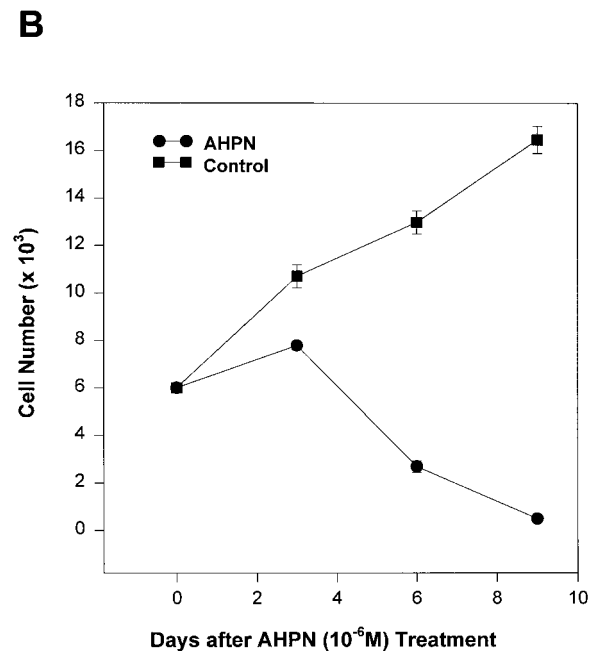 B
18
16
14
12
10
8
6
4
2
0
AHPN
Control
Cell Number (x 10³)
0 2 4 6 8 10
Days after AHPN (10⁻⁶M) Treatment